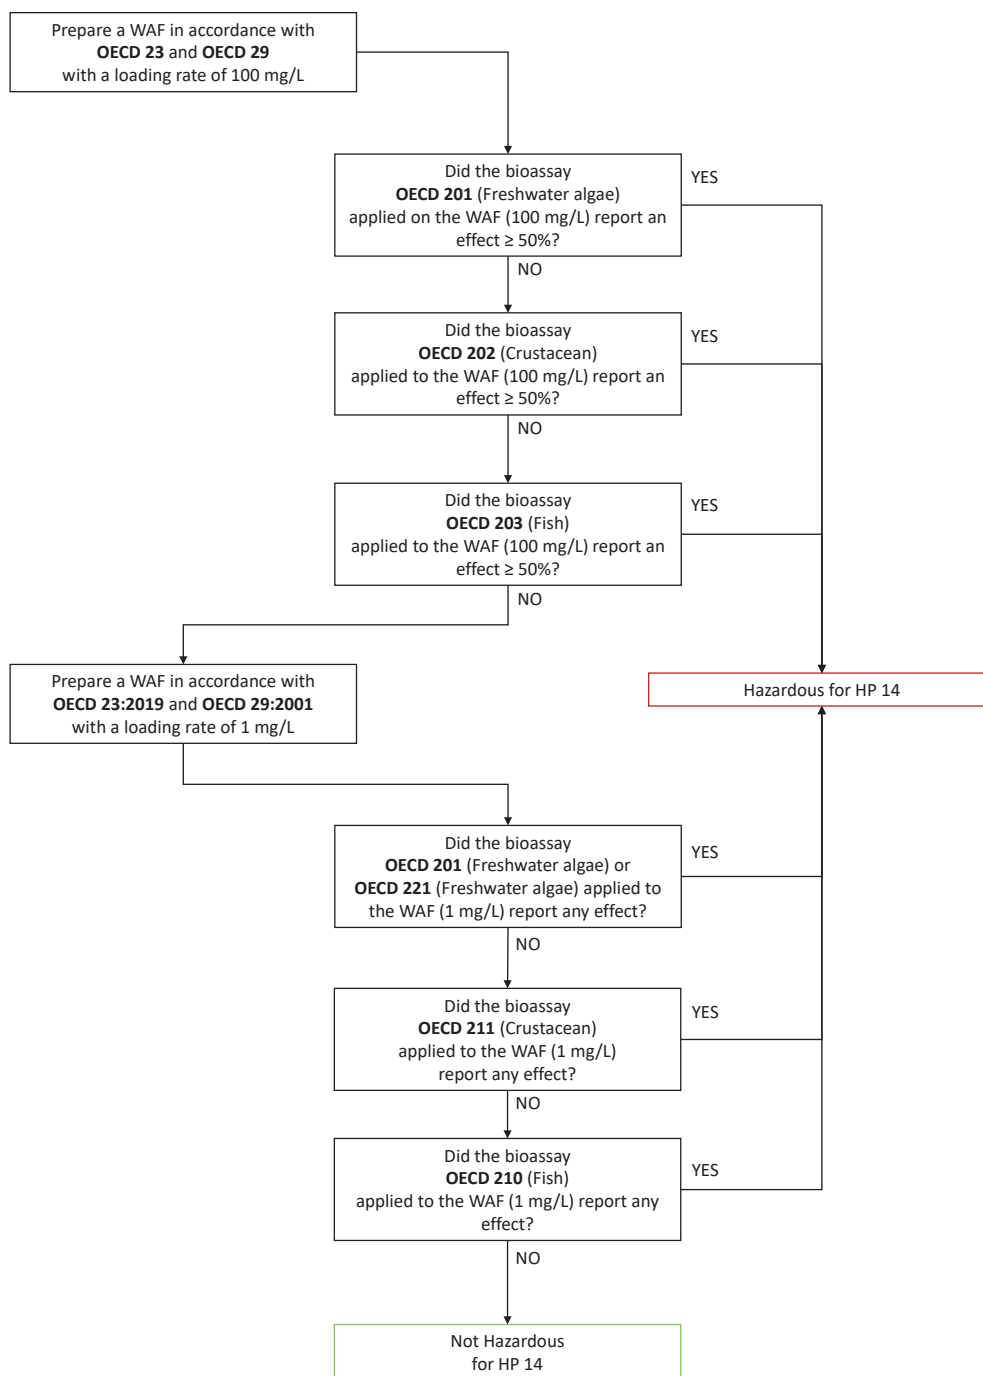 Prepare a WAF in accordance with
OECD 23 and OECD 29
with a loading rate of 100 mg/L
Did the bioassay
OECD 201 (Freshwater algae)
applied on the WAF (100 mg/L) report an
effect ≥ 50%?
YES
NO
Did the bioassay
OECD 202 (Crustacean)
applied to the WAF (100 mg/L) report an
effect ≥ 50%?
YES
NO
Did the bioassay
OECD 203 (Fish)
applied to the WAF (100 mg/L) report an
effect ≥ 50%?
YES
NO
Prepare a WAF in accordance with
OECD 23:2019 and OECD 29:2001
with a loading rate of 1 mg/L
Hazardous for HP 14
Did the bioassay
OECD 201 (Freshwater algae) or
OECD 221 (Freshwater algae) applied to
the WAF (1 mg/L) report any effect?
YES
NO
Did the bioassay
OECD 211 (Crustacean)
applied to the WAF (1 mg/L)
report any effect?
YES
NO
Did the bioassay
OECD 210 (Fish)
applied to the WAF (1 mg/L) report any
effect?
YES
NO
Not Hazardous
for HP 14